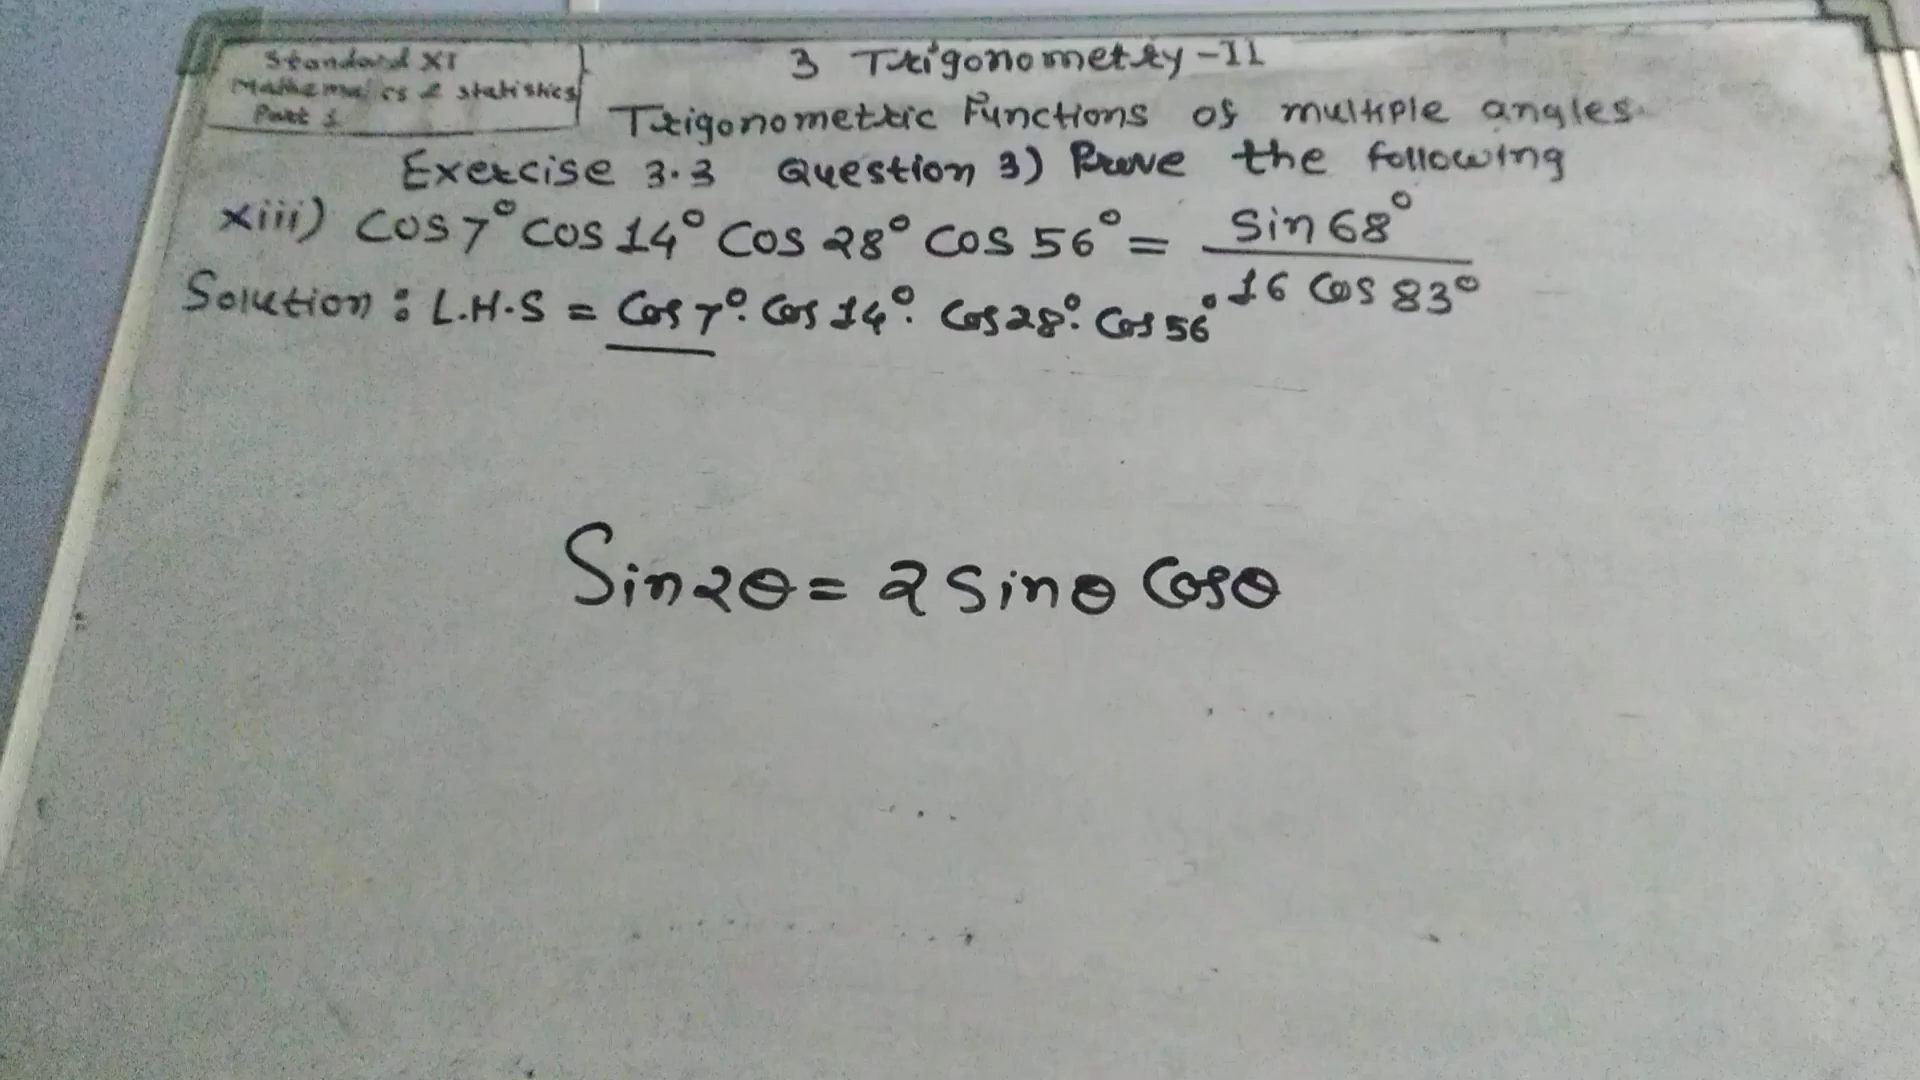 Standard XI
Mathematics & statistics
Part 1
3 Trigonometry-II
Trigonometric Functions of multiple angles
Exercise 3.3 Question 3) Prove the following
xiii) cos 7° cos 14° cos 28° cos 56° = sin 68° / 16 cos 83°
Solution : L.H.S = cos 7°. cos 14°. cos 28°. cos 56°
Sin 2θ = 2 sin θ cos θ